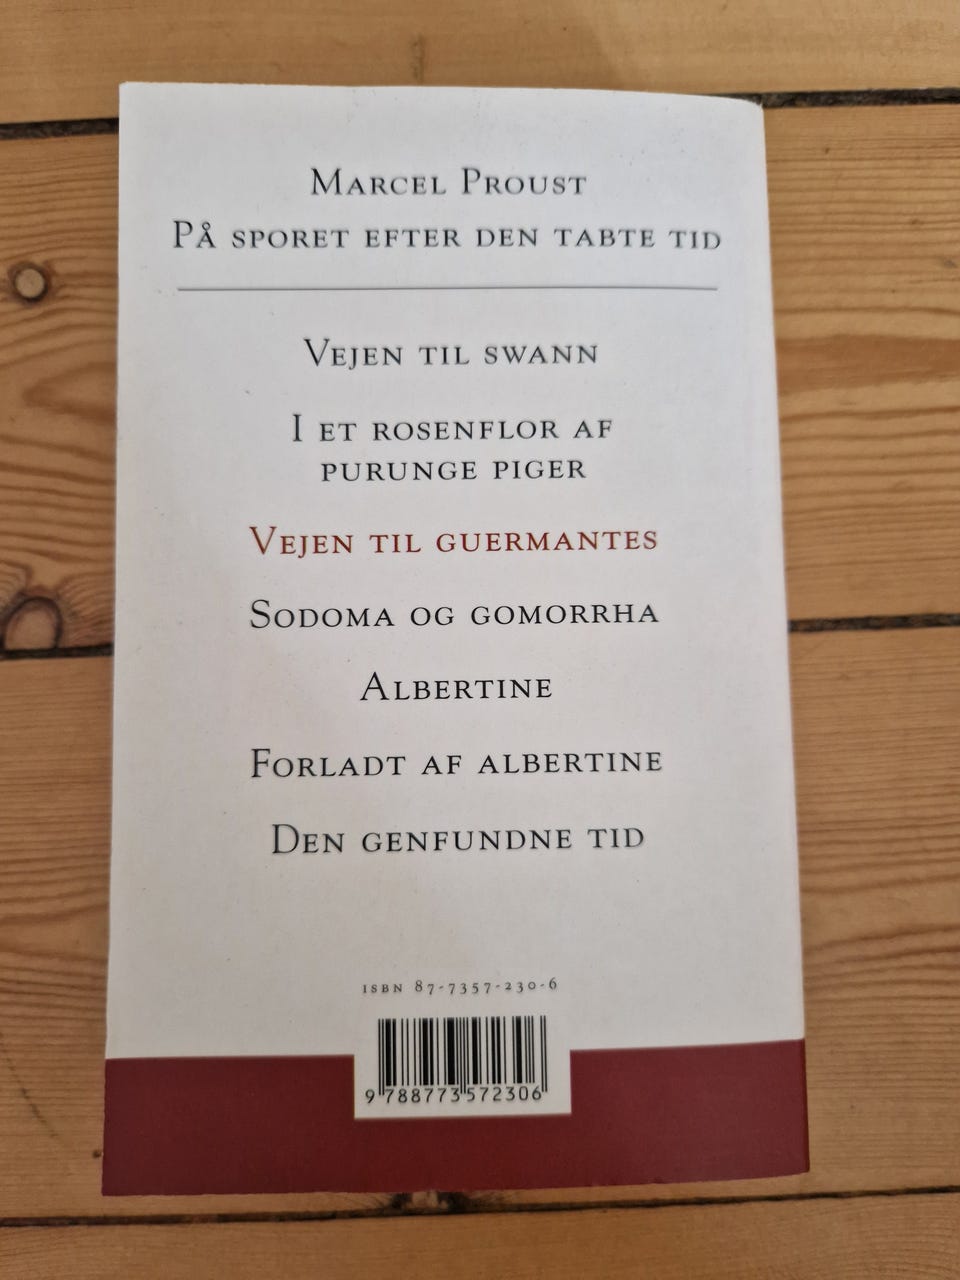 Marcel Proust
På sporet efter den tabte tid
Vejen til swann
I et rosenflor af
purunge piger
Vejen til guermantes
Sodoma og gomorrha
Albertine
Forladt af albertine
Den genfundne tid
ISBN 87-7357-230-6
9 788773 572306